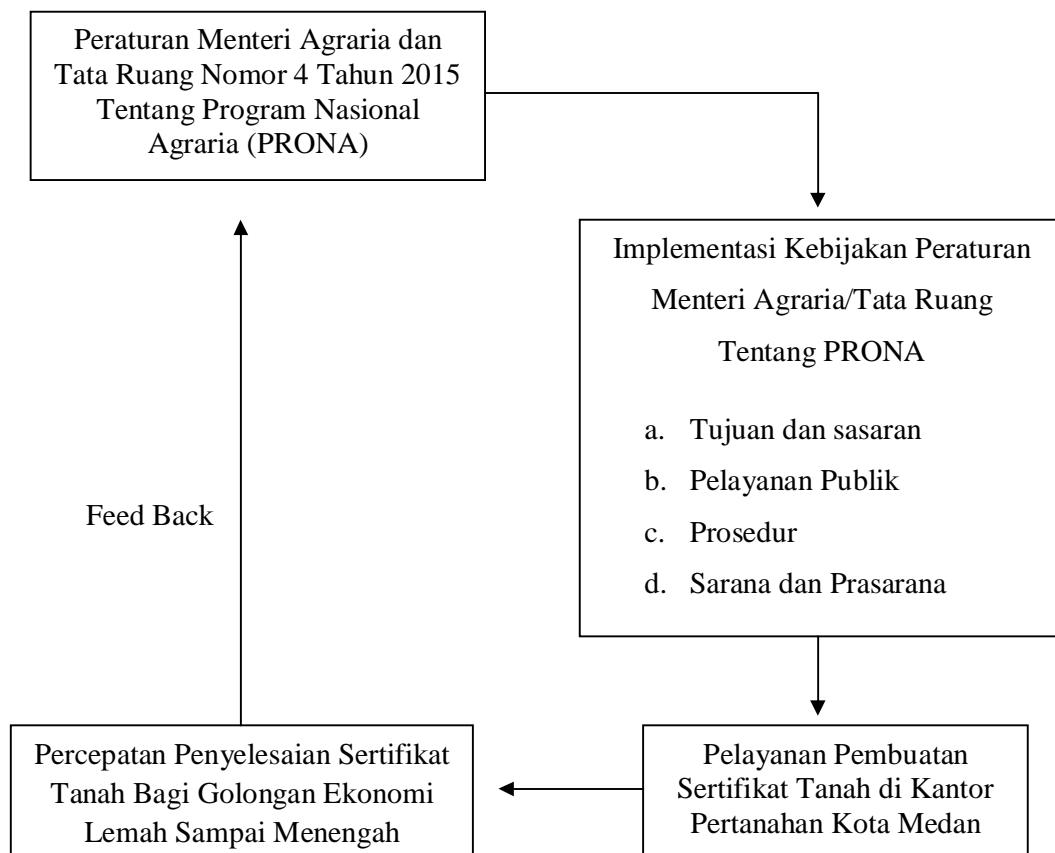 Peraturan Menteri Agraria dan
Tata Ruang Nomor 4 Tahun 2015
Tentang Program Nasional
Agraria (PRONA)
Implementasi Kebijakan Peraturan
Menteri Agraria/Tata Ruang
Tentang PRONA
a. Tujuan dan sasaran
b. Pelayanan Publik
c. Prosedur
d. Sarana dan Prasarana
Feed Back
Percepatan Penyelesaian Sertifikat
Tanah Bagi Golongan Ekonomi
Lemah Sampai Menengah
Pelayanan Pembuatan
Sertifikat Tanah di Kantor
Pertanahan Kota Medan